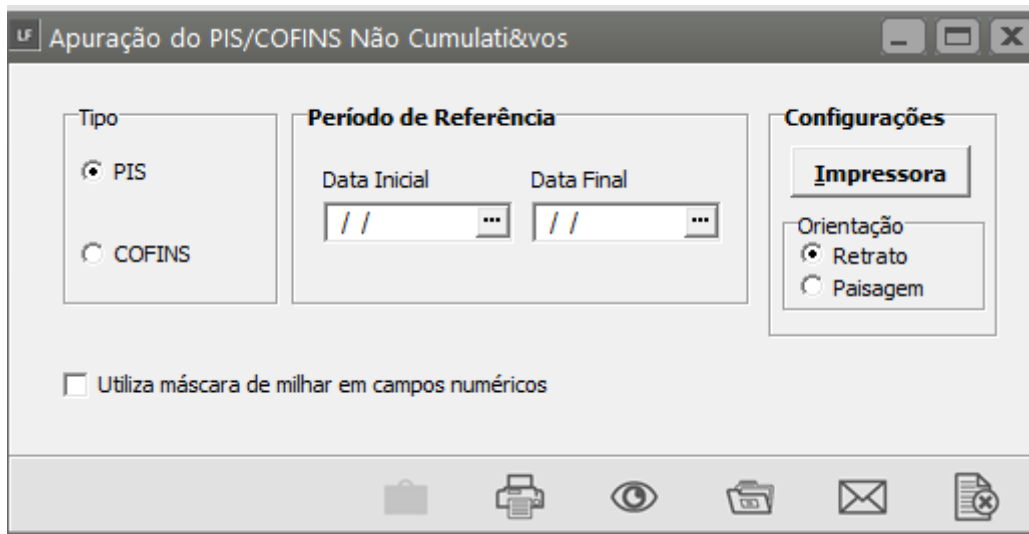 LF Apuração do PIS/COFINS Não Cumulati&vos
Tipo
PIS
COFINS
Período de Referência
Data Inicial Data Final
/ / ... / / ...
Configurações
Impressora
Orientação
Retrato
Paisagem
Utiliza máscara de milhar em campos numéricos